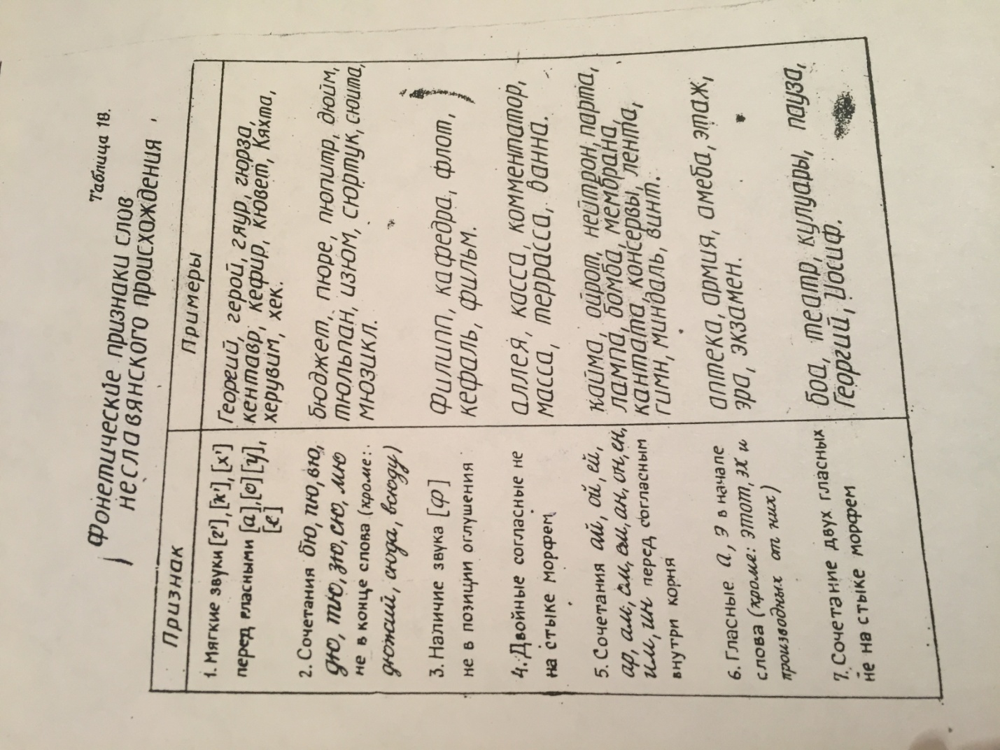 Таблица 18.
Фонетические признаки слов
неславянского происхождения
Признак
Примеры
1. Мягкие звуки [г'], [к'], [х']
перед гласными [а], [о] [у],
[е]
Георгий, герой, гяур, гюрза,
кентавр, кефир, кювет, Кяхта,
херувим, хек.
2. Сочетания бю, пю, вю,
дю, тю, зю, сю, мю
не в конце слова (кроме:
дюжий, сюда, всюду)
бюджет, пюре, пюпитр, дюйм,
тюльпан, изюм, сюртук, сюита,
мюзикл.
3. Наличие звука [ф]
не в позиции оглушения
Филипп, кафедра, флот,
кефаль, фильм.
4. Двойные согласные не
на стыке морфем
аллея, касса, комментатор,
масса, террасса, ванна.
5. Сочетания ай, ой, ей,
ар, ам, ом, ем, ан, он, ен,
им, ин перед согласным
внутри корня
кайма, ойрот, нейтрон, парта,
лампа, бомба, мембрана,
кантата, консервы, лента,
гимн, миндаль, винт.
6. Гласные а, э в начале
слова (кроме: этот, эх и
производных от них)
аптека, армия, амеба, этаж,
эра, экзамен.
7. Сочетание двух гласных
не на стыке морфем
боа, театр, кулуары, пауза,
Георгий, Иосиф.